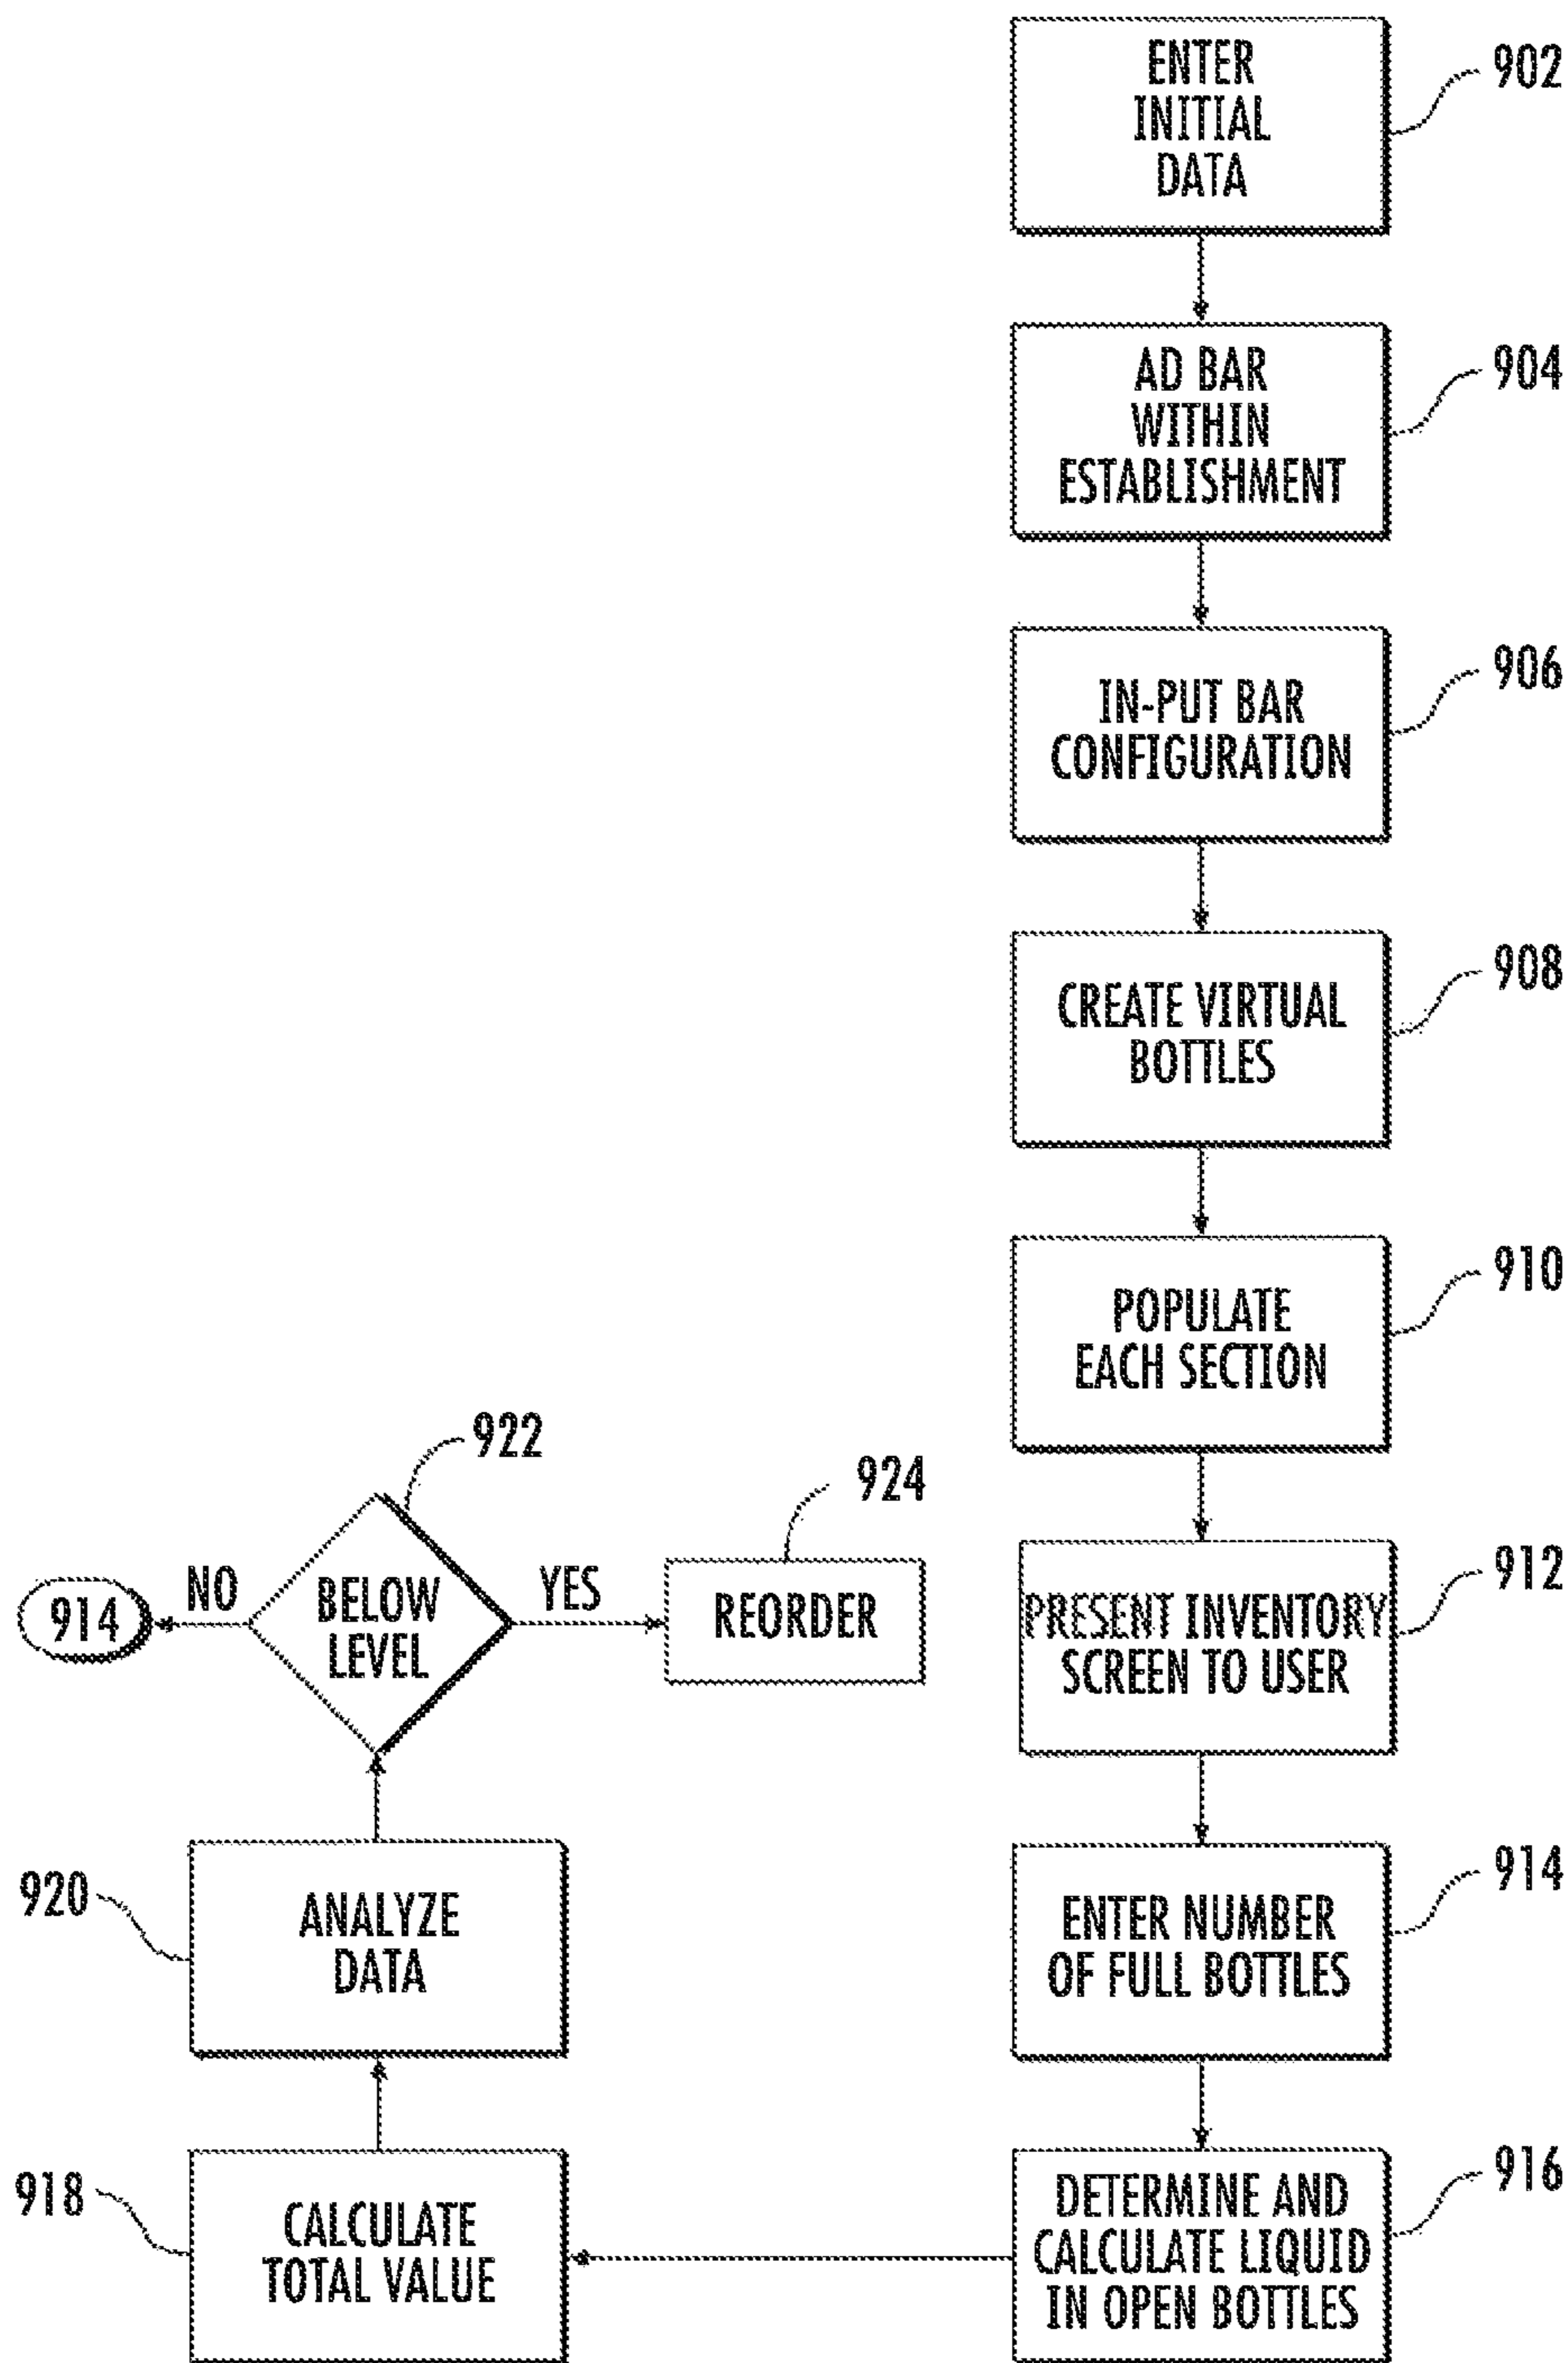 ENTER
INITIAL
DATA
902
AD BAR
WITHIN
ESTABLISHMENT
904
IN-PUT BAR
CONFIGURATION
906
CREATE VIRTUAL
BOTTLES
908
POPULATE
EACH SECTION
910
PRESENT INVENTORY
SCREEN TO USER
912
ENTER NUMBER
OF FULL BOTTLES
914
DETERMINE AND
CALCULATE LIQUID
IN OPEN BOTTLES
916
CALCULATE
TOTAL VALUE
918
ANALYZE
DATA
920
BELOW
LEVEL
922
NO
914
YES
REORDER
924